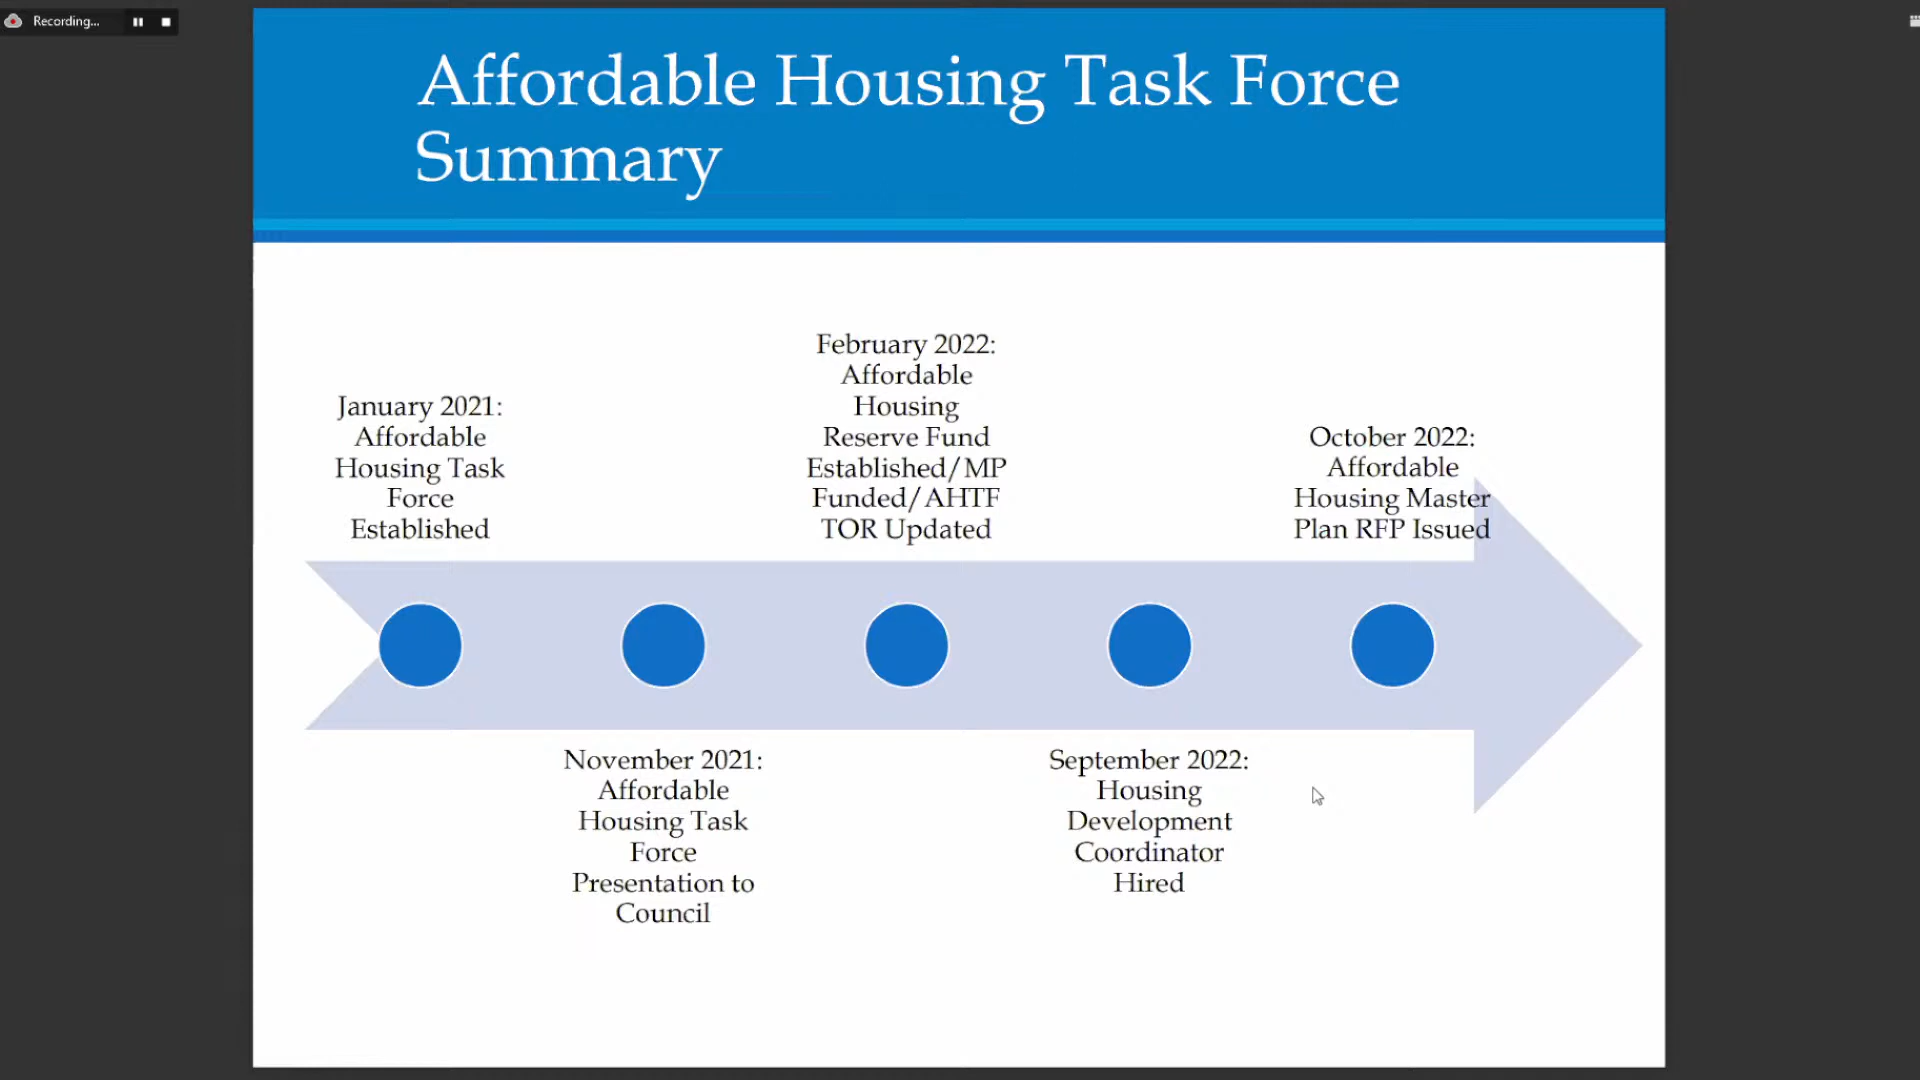 Recording...
Affordable Housing Task Force
Summary
January 2021:
Affordable
Housing Task
Force
Established
November 2021:
Affordable
Housing Task
Force
Presentation to
Council
February 2022:
Affordable
Housing
Reserve Fund
Established/MP
Funded/AHTF
TOR Updated
September 2022:
Housing
Development
Coordinator
Hired
October 2022:
Affordable
Housing Master
Plan RFP Issued